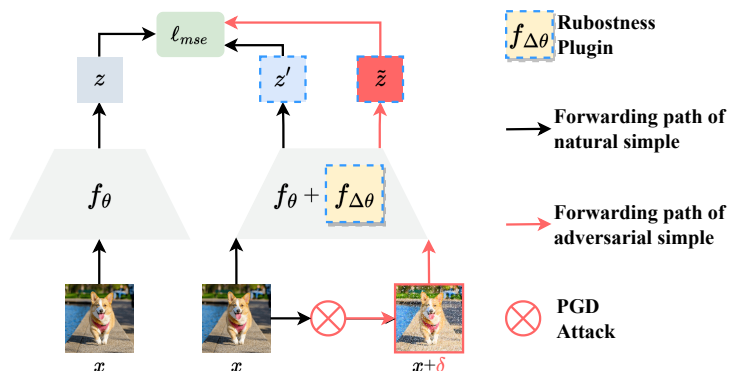 ℓ_mse
z
z′
z̃
f_θ
f_θ + f_Δθ
x
x
x+δ
f_Δθ
Rubostness
Plugin
Forwarding path of
natural simple
Forwarding path of
adversarial simple
PGD
Attack